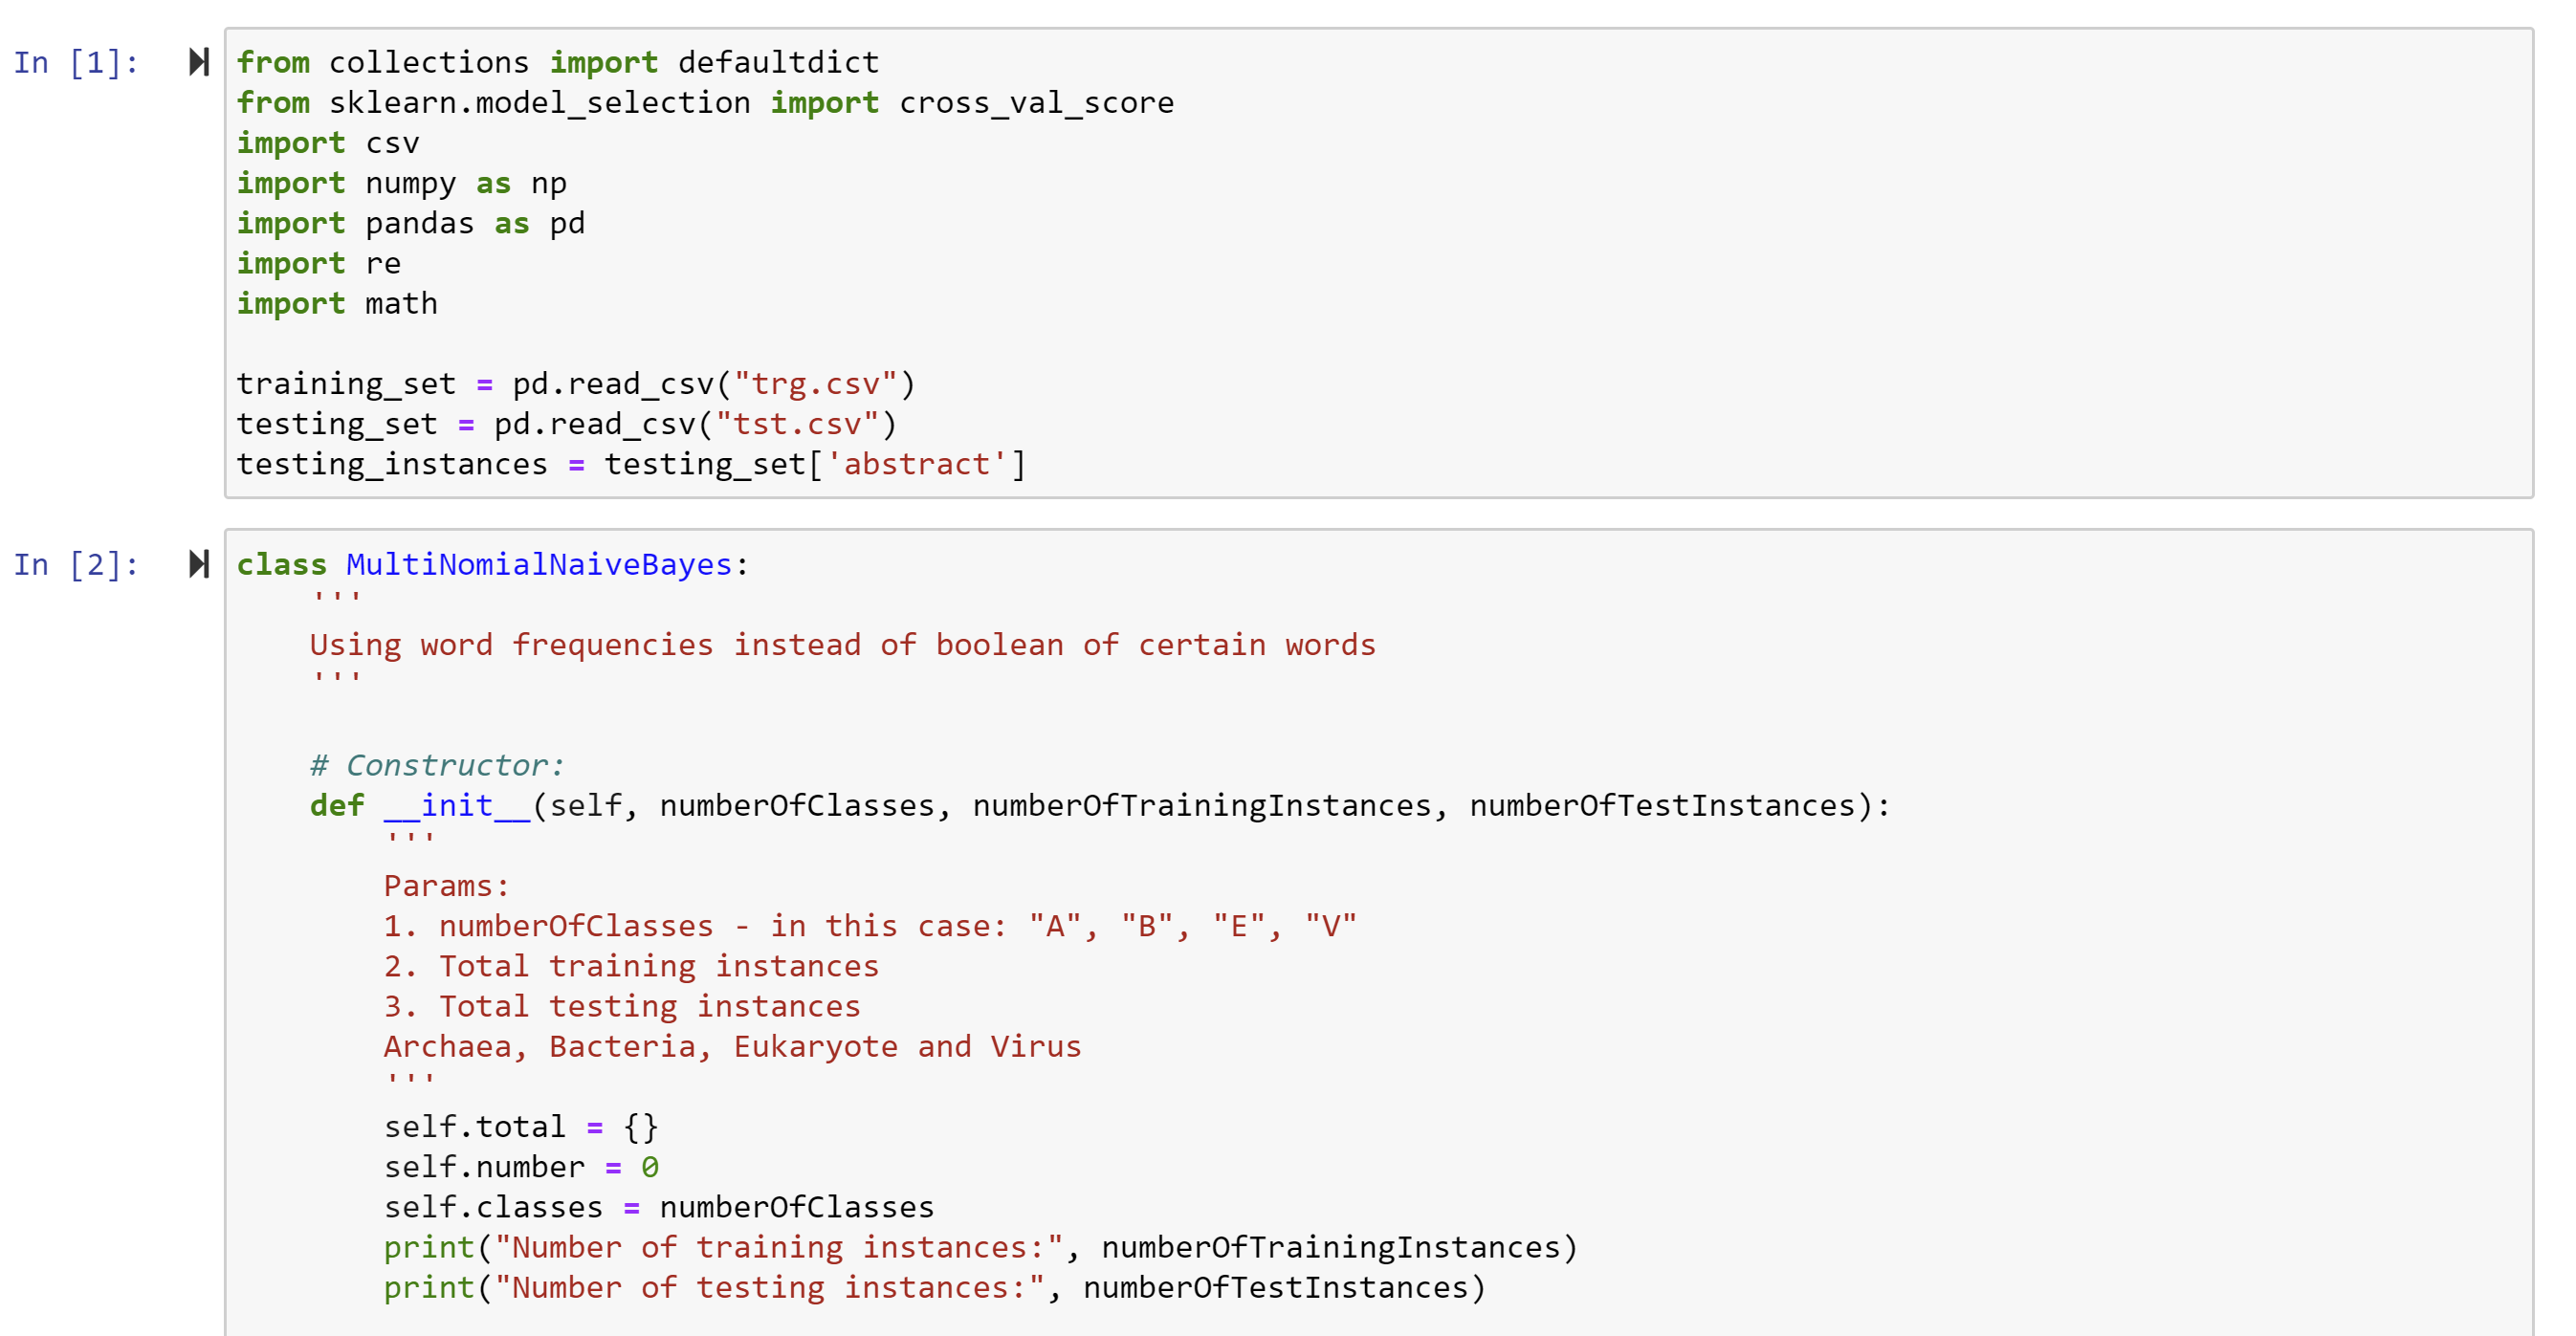 In [1]:
from collections import defaultdict
from sklearn.model_selection import cross_val_score
import csv
import numpy as np
import pandas as pd
import re
import math

training_set = pd.read_csv("trg.csv")
testing_set = pd.read_csv("tst.csv")
testing_instances = testing_set['abstract']

In [2]:
class MultiNomialNaiveBayes:
    '''
    Using word frequencies instead of boolean of certain words
    '''

    # Constructor:
    def __init__(self, numberOfClasses, numberOfTrainingInstances, numberOfTestInstances):
        '''
        Params:
        1. numberOfClasses - in this case: "A", "B", "E", "V"
        2. Total training instances
        3. Total testing instances
        Archaea, Bacteria, Eukaryote and Virus
        '''
        self.total = {}
        self.number = 0
        self.classes = numberOfClasses
        print("Number of training instances:", numberOfTrainingInstances)
        print("Number of testing instances:", numberOfTestInstances)